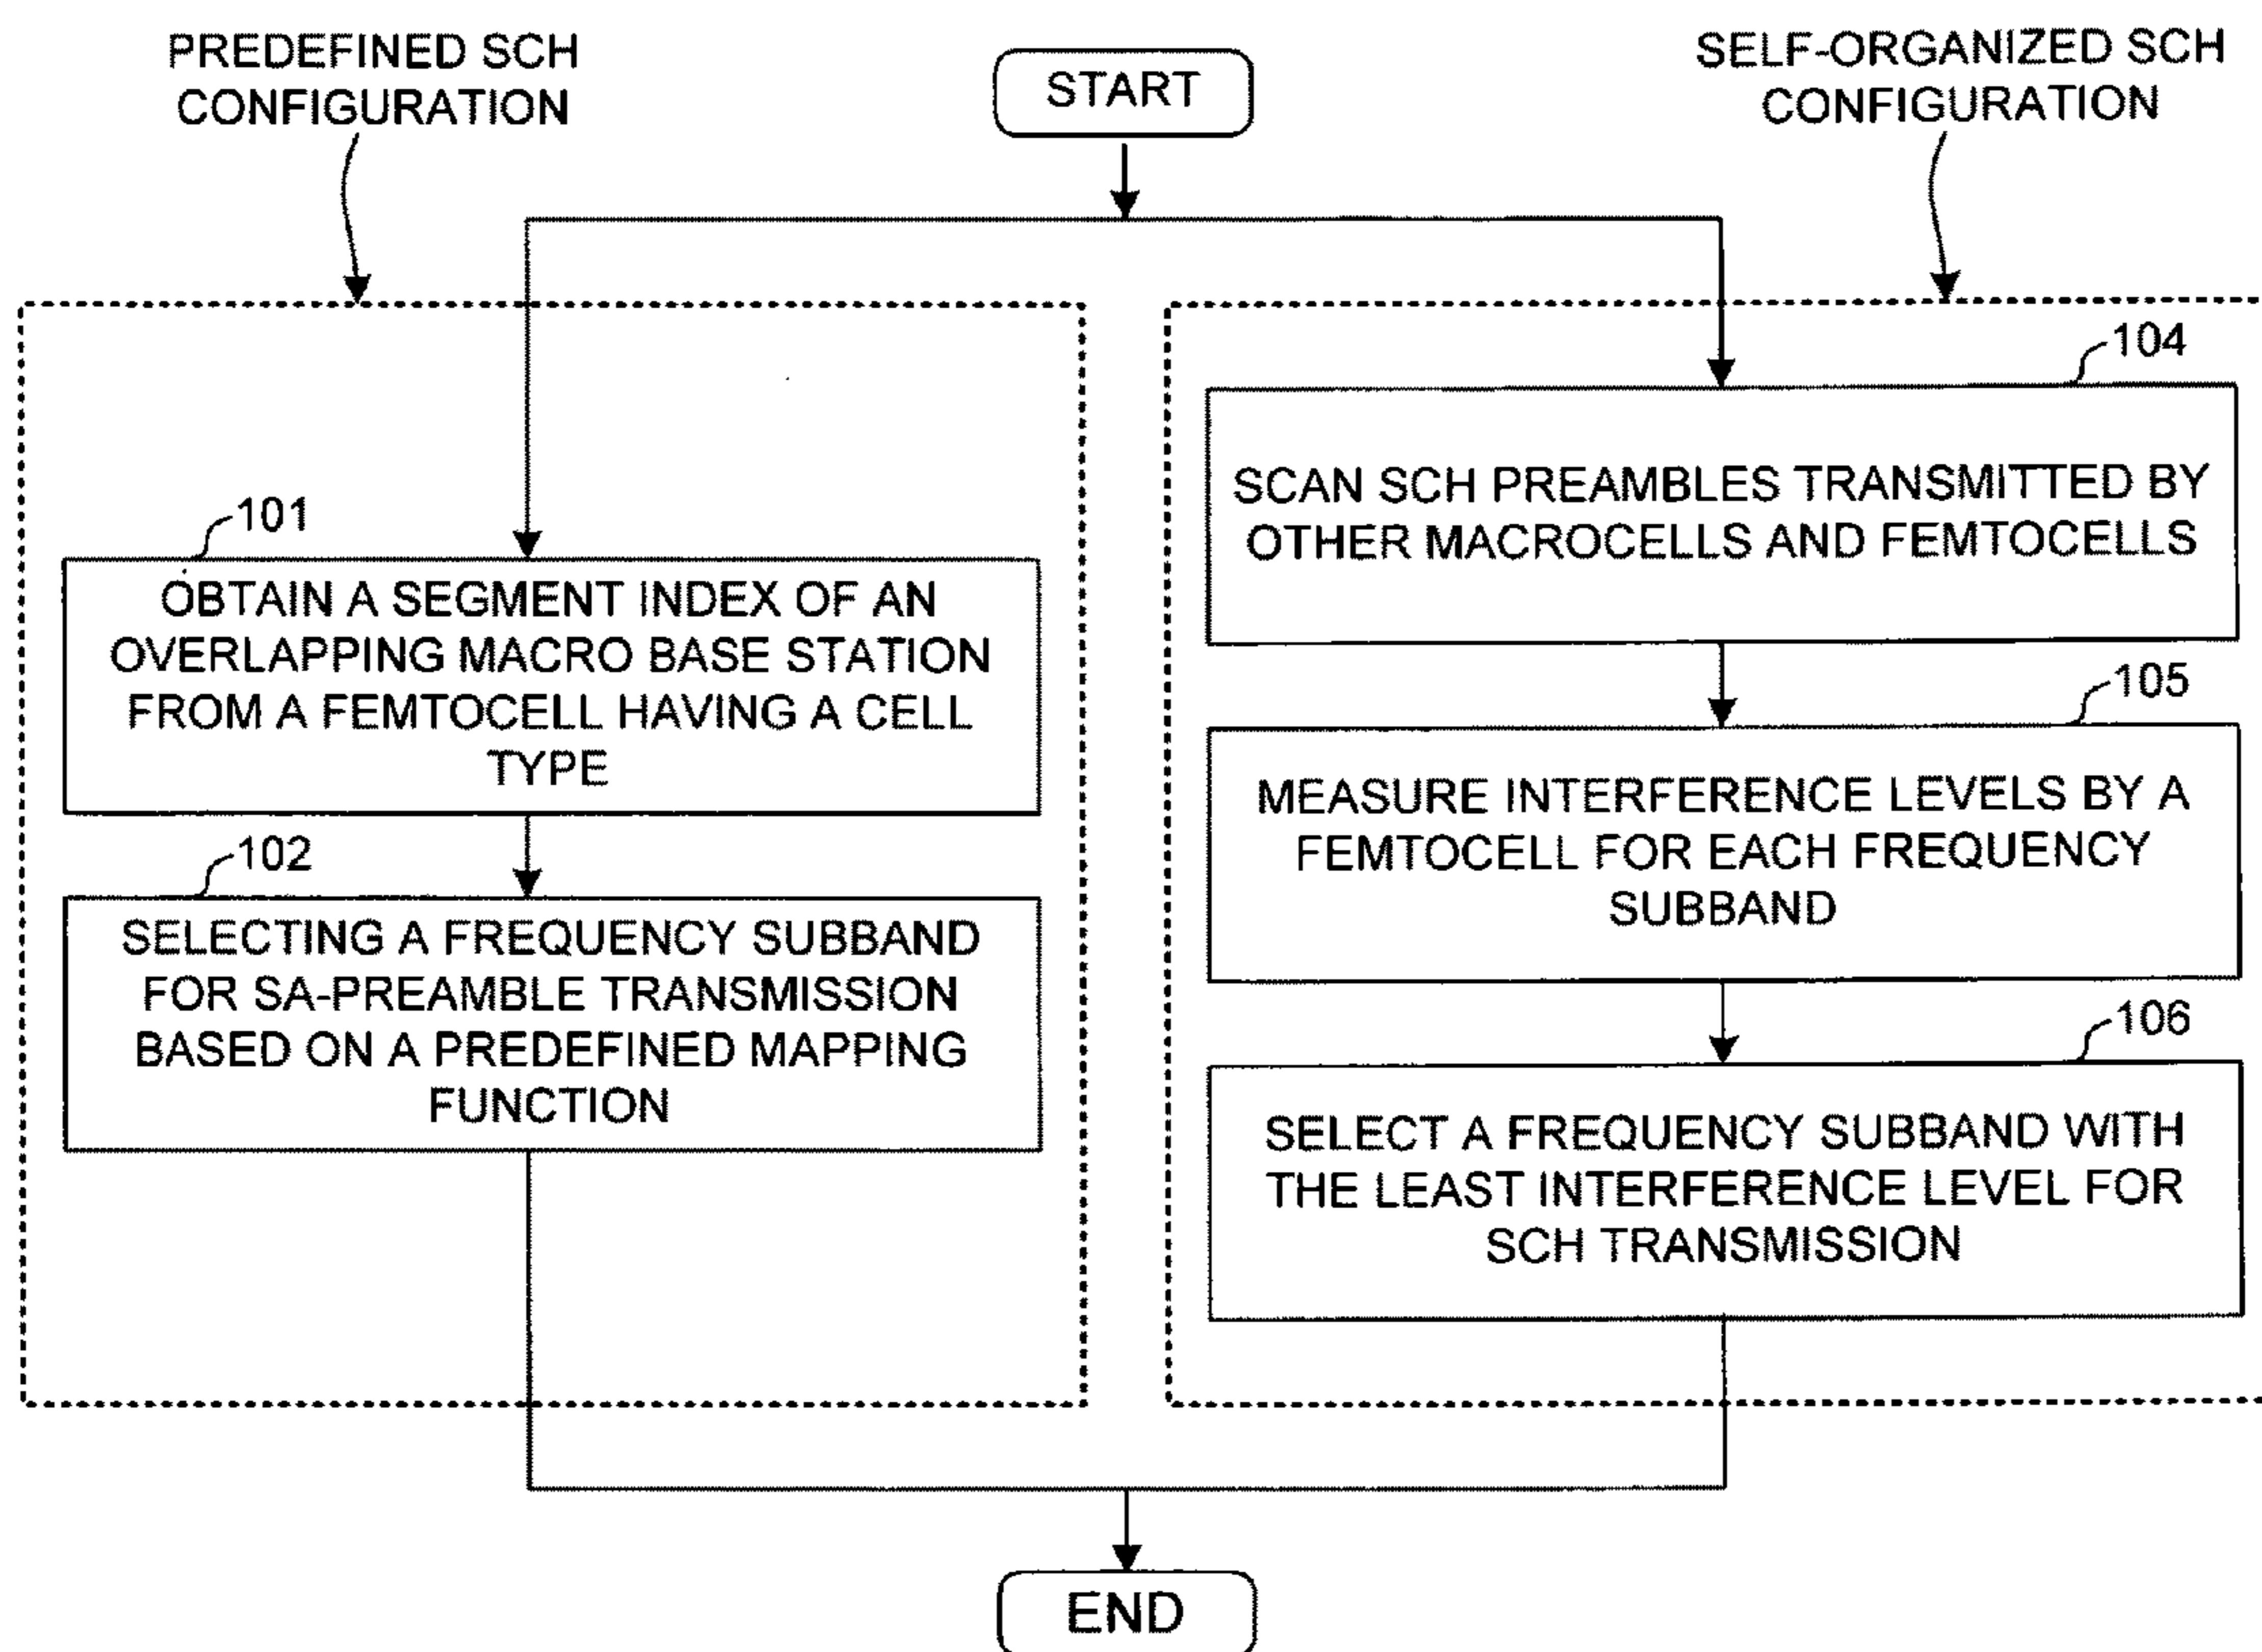 PREDEFINED SCH
CONFIGURATION
START
SELF-ORGANIZED SCH
CONFIGURATION
101
OBTAIN A SEGMENT INDEX OF AN
OVERLAPPING MACRO BASE STATION
FROM A FEMTOCELL HAVING A CELL
TYPE
102
SELECTING A FREQUENCY SUBBAND
FOR SA-PREAMBLE TRANSMISSION
BASED ON A PREDEFINED MAPPING
FUNCTION
104
SCAN SCH PREAMBLES TRANSMITTED BY
OTHER MACROCELLS AND FEMTOCELLS
105
MEASURE INTERFERENCE LEVELS BY A
FEMTOCELL FOR EACH FREQUENCY
SUBBAND
106
SELECT A FREQUENCY SUBBAND WITH
THE LEAST INTERFERENCE LEVEL FOR
SCH TRANSMISSION
END